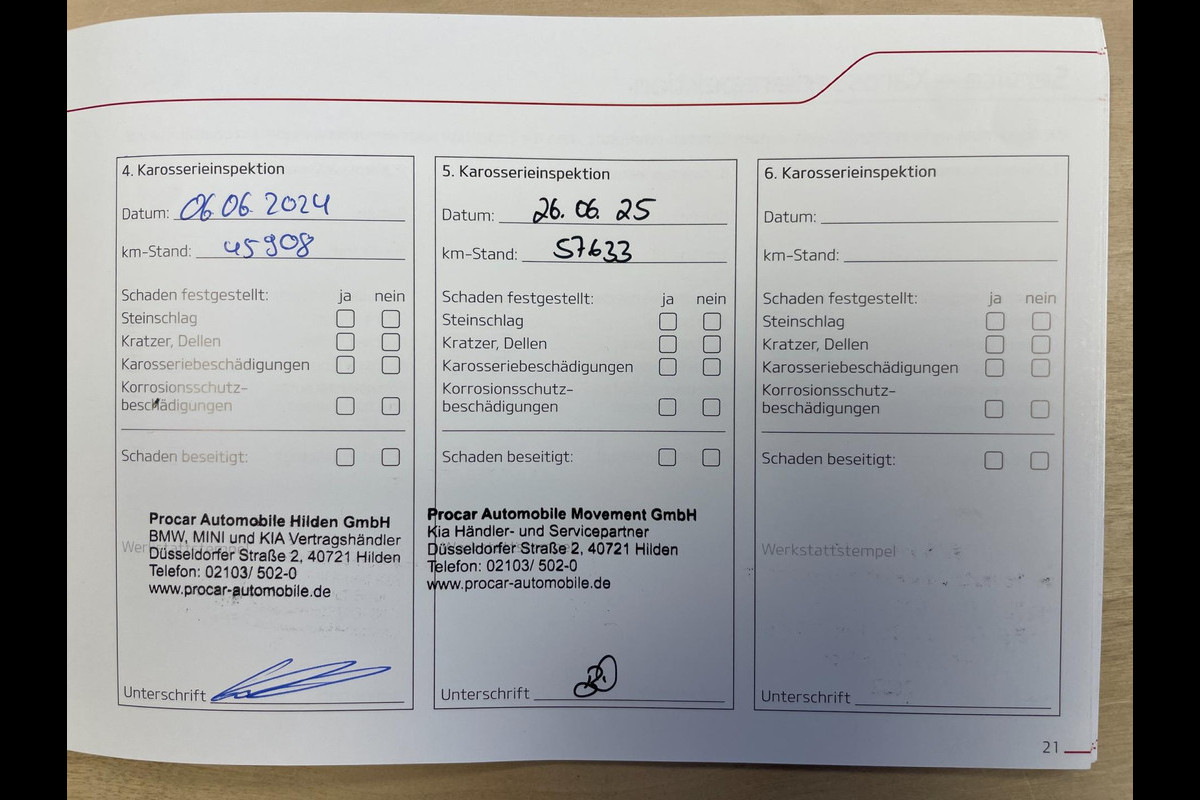 4. Karosserieinspektion
Datum: 06.06.2024
km-Stand: 45908
Schaden festgestellt: ja nein
Steinschlag
Kratzer, Dellen
Karosseriebeschädigungen
Korrosionsschutz-
beschädigungen
Schaden beseitigt:
Procar Automobile Hilden GmbH
BMW, MINI und KIA Vertragshändler
Düsseldorfer Straße 2, 40721 Hilden
Telefon: 02103/ 502-0
www.procar-automobile.de
Unterschrift
5. Karosserieinspektion
Datum: 26.06.25
km-Stand: 57633
Schaden festgestellt: ja nein
Steinschlag
Kratzer, Dellen
Karosseriebeschädigungen
Korrosionsschutz-
beschädigungen
Schaden beseitigt:
Procar Automobile Movement GmbH
Kia Händler- und Servicepartner
Düsseldorfer Straße 2, 40721 Hilden
Telefon: 02103/ 502-0
www.procar-automobile.de
Unterschrift
6. Karosserieinspektion
Datum:
km-Stand:
Schaden festgestellt: ja nein
Steinschlag
Kratzer, Dellen
Karosseriebeschädigungen
Korrosionsschutz-
beschädigungen
Schaden beseitigt:
Werkstattstempel
Unterschrift
21